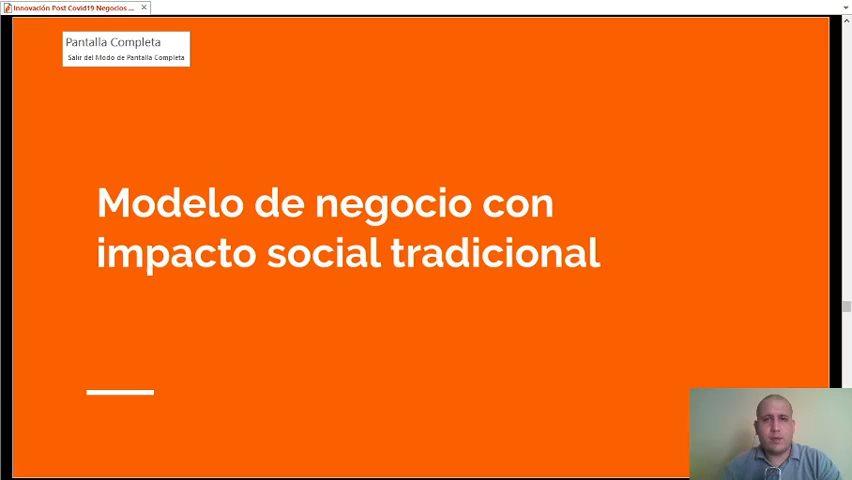 Innovación Post Covid19 Negocios ...
Pantalla Completa
Salir del Modo de Pantalla Completa
Modelo de negocio con
impacto social tradicional